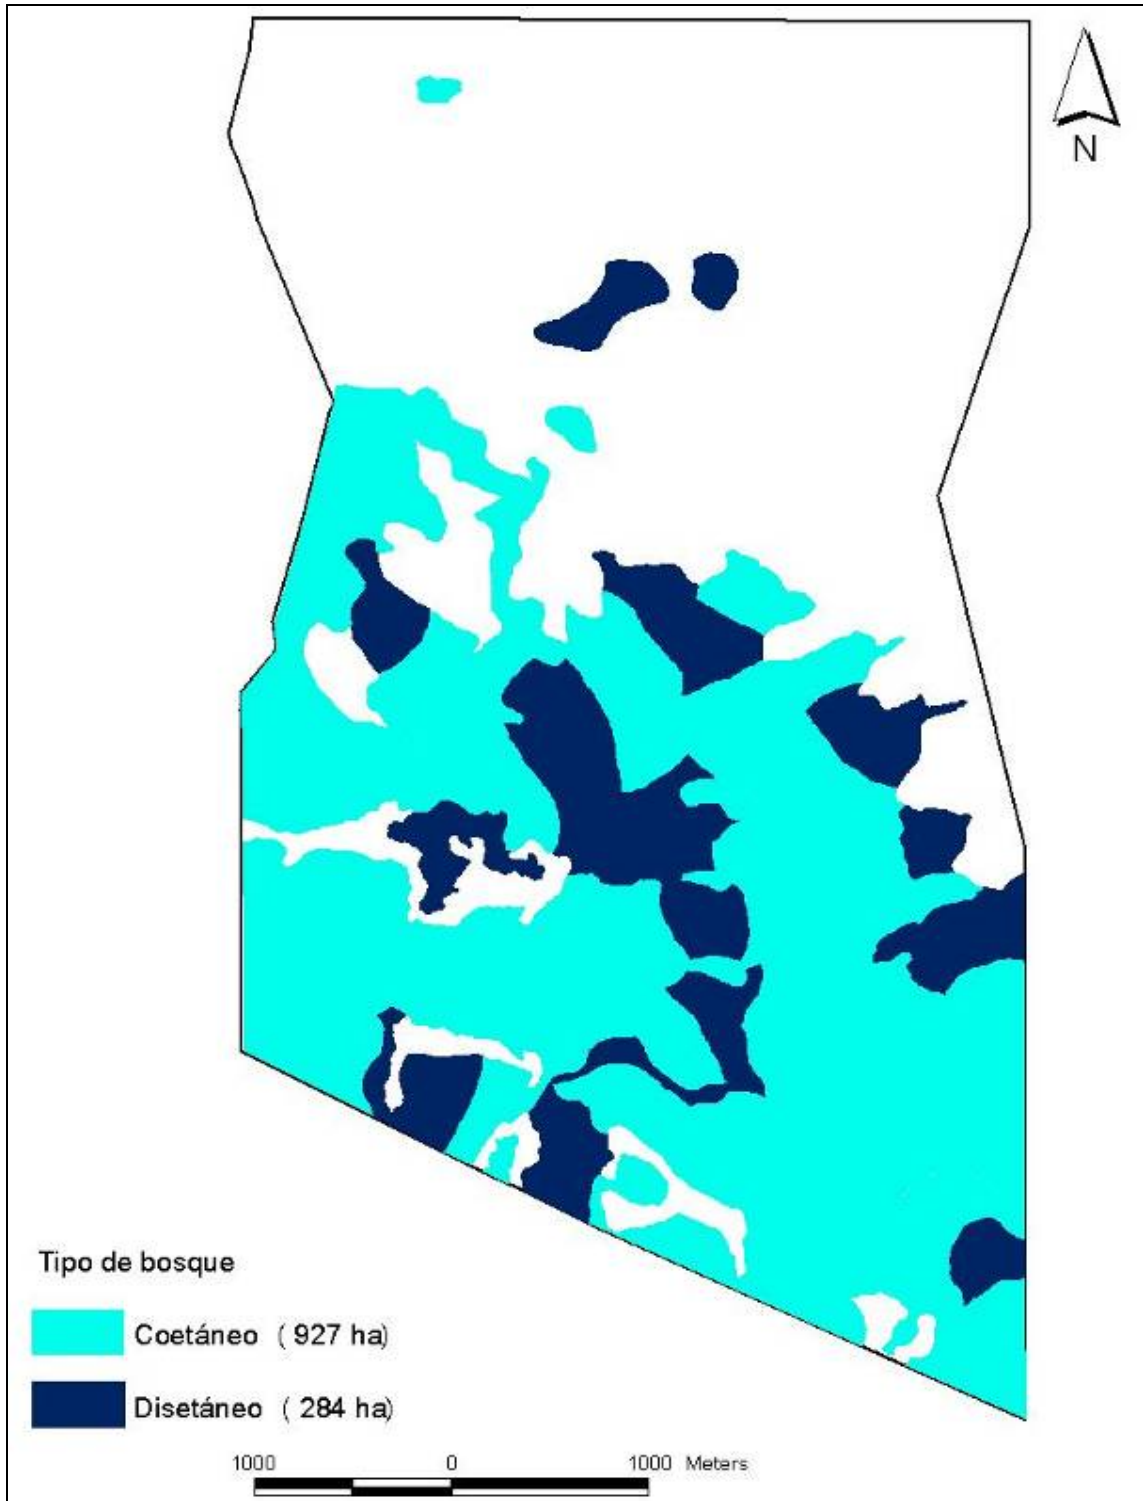 N
Tipo de bosque
Coetáneo ( 927 ha)
Disetáneo ( 284 ha)
1000 0 1000 Meters